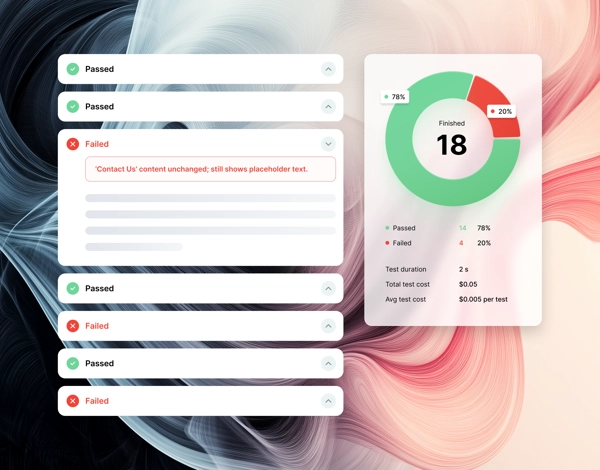 Passed
Passed
Failed
'Contact Us' content unchanged; still shows placeholder text.
Passed
Failed
Passed
Failed
78%
20%
Finished
18
Passed 14 78%
Failed 4 20%
Test duration 2 s
Total test cost $0.05
Avg test cost $0.005 per test